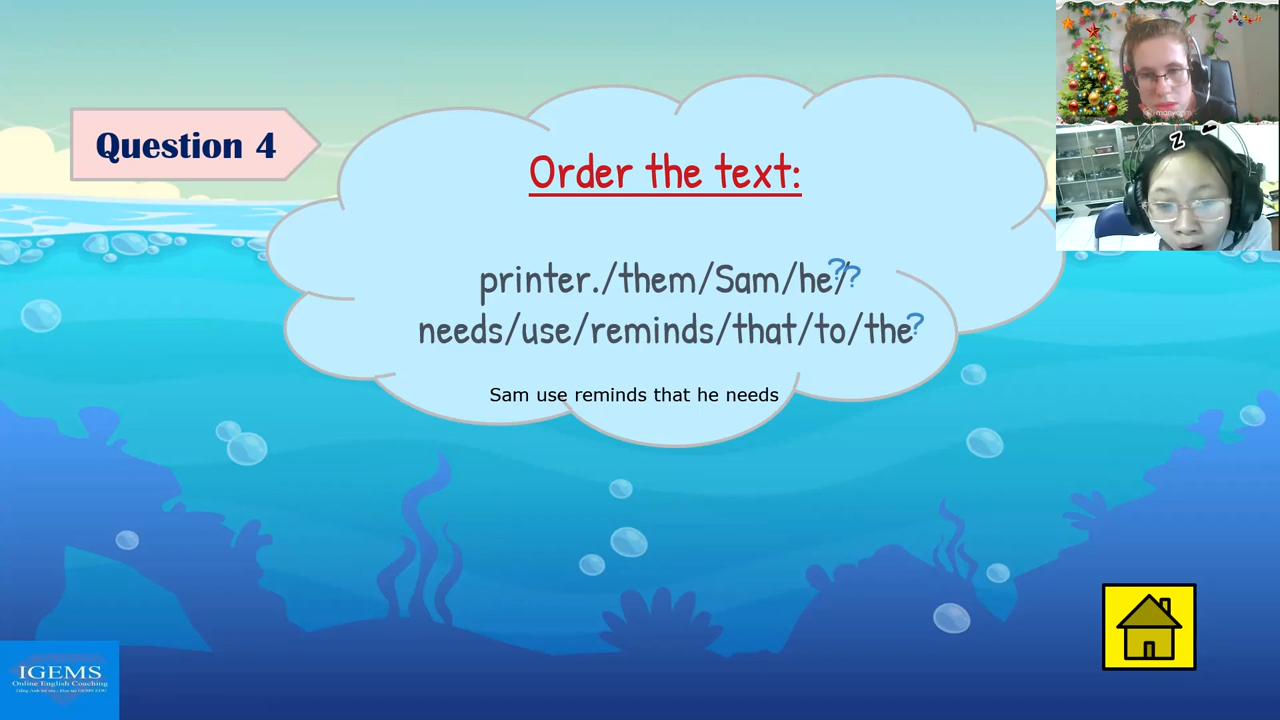 Question 4
Order the text:
printer./them/Sam/he/
needs/use/reminds/that/to/the
? ? ?
Sam use reminds that he needs
Z
IGEMS
Online English Coaching